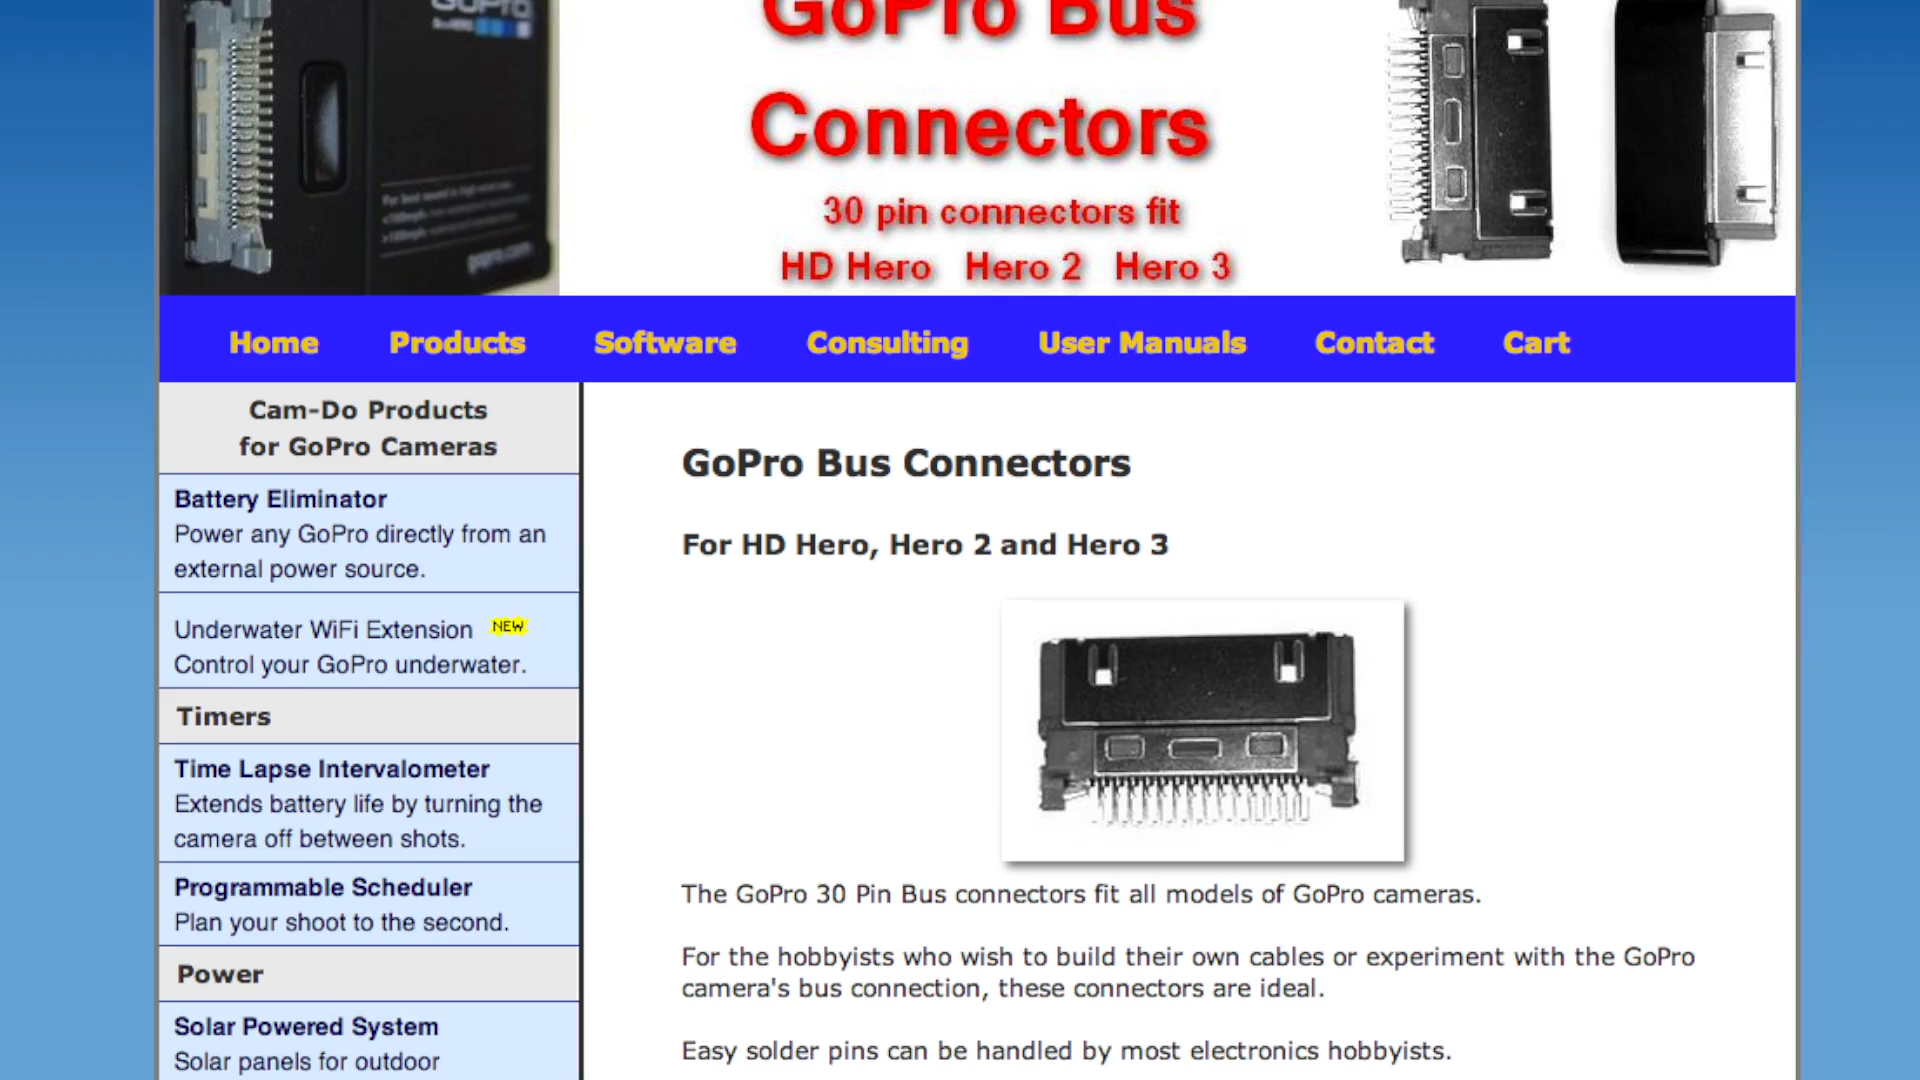 GoPro
GoPro Bus
Connectors
30 pin connectors fit
HD Hero Hero 2 Hero 3
gopro.com
Home Products Software Consulting User Manuals Contact Cart
Cam-Do Products
for GoPro Cameras
Battery Eliminator
Power any GoPro directly from an
external power source.
Underwater WiFi Extension NEW
Control your GoPro underwater.
Timers
Time Lapse Intervalometer
Extends battery life by turning the
camera off between shots.
Programmable Scheduler
Plan your shoot to the second.
Power
Solar Powered System
Solar panels for outdoor
GoPro Bus Connectors
For HD Hero, Hero 2 and Hero 3
The GoPro 30 Pin Bus connectors fit all models of GoPro cameras.
For the hobbyists who wish to build their own cables or experiment with the GoPro
camera's bus connection, these connectors are ideal.
Easy solder pins can be handled by most electronics hobbyists.